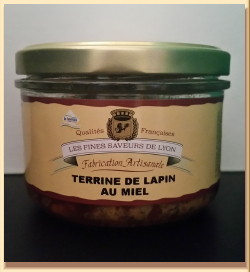 Qualités Françaises
LES FINES SAVEURS DE LYON
Fabrication Artisanale
TERRINE DE LAPIN
AU MIEL